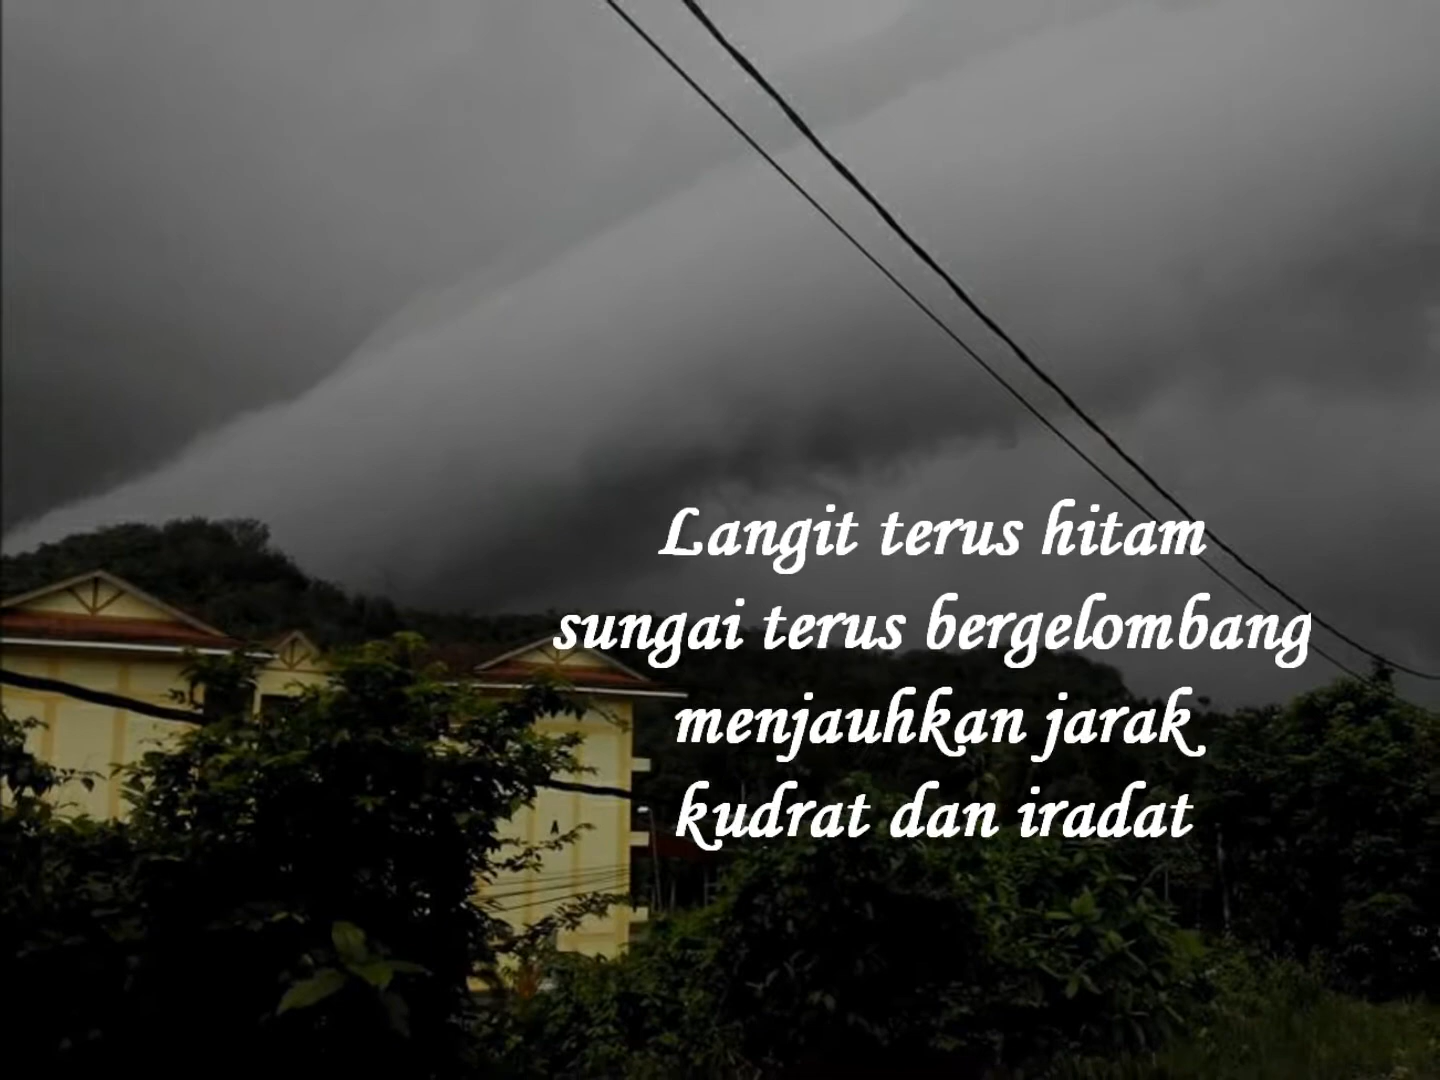 Langit terus hitam
sungai terus bergelombang
menjauhkan jarak
kudrat dan iradat
A